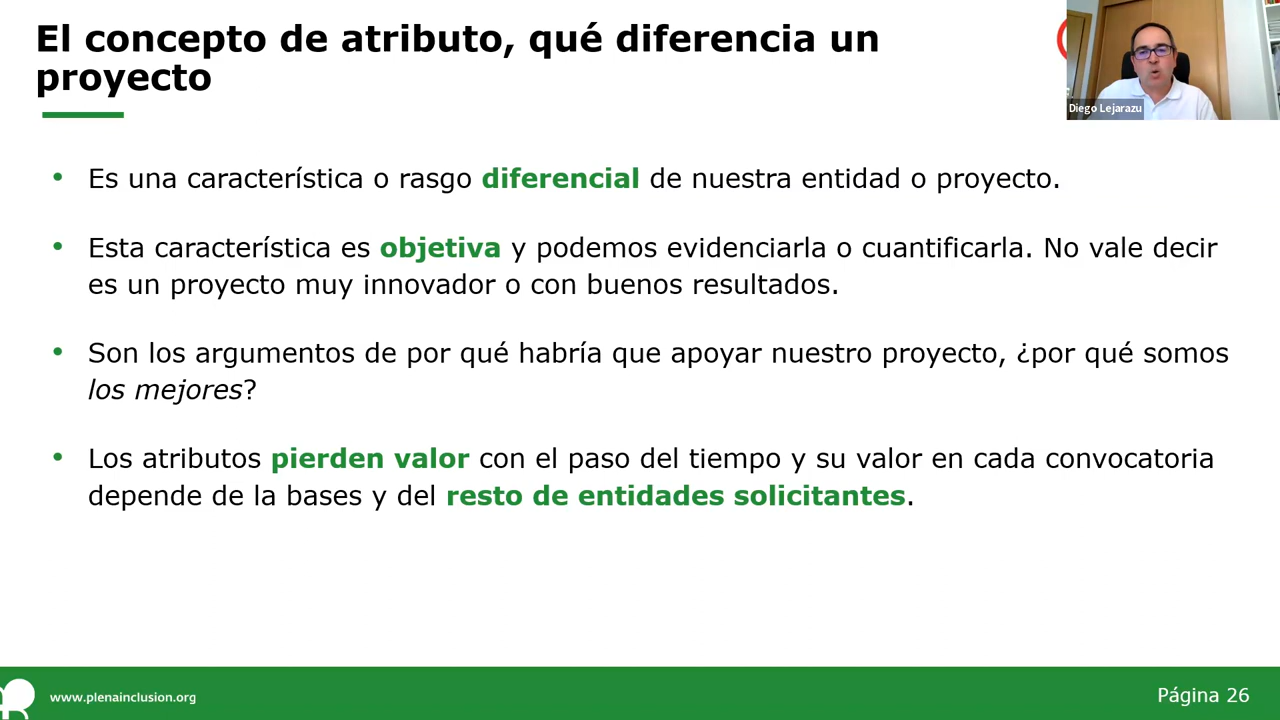 El concepto de atributo, qué diferencia un
proyecto
Diego Lejarazu
• Es una característica o rasgo diferencial de nuestra entidad o proyecto.
• Esta característica es objetiva y podemos evidenciarla o cuantificarla. No vale decir
es un proyecto muy innovador o con buenos resultados.
• Son los argumentos de por qué habría que apoyar nuestro proyecto, ¿por qué somos
los mejores?
• Los atributos pierden valor con el paso del tiempo y su valor en cada convocatoria
depende de la bases y del resto de entidades solicitantes.
www.plenainclusion.org
Página 26